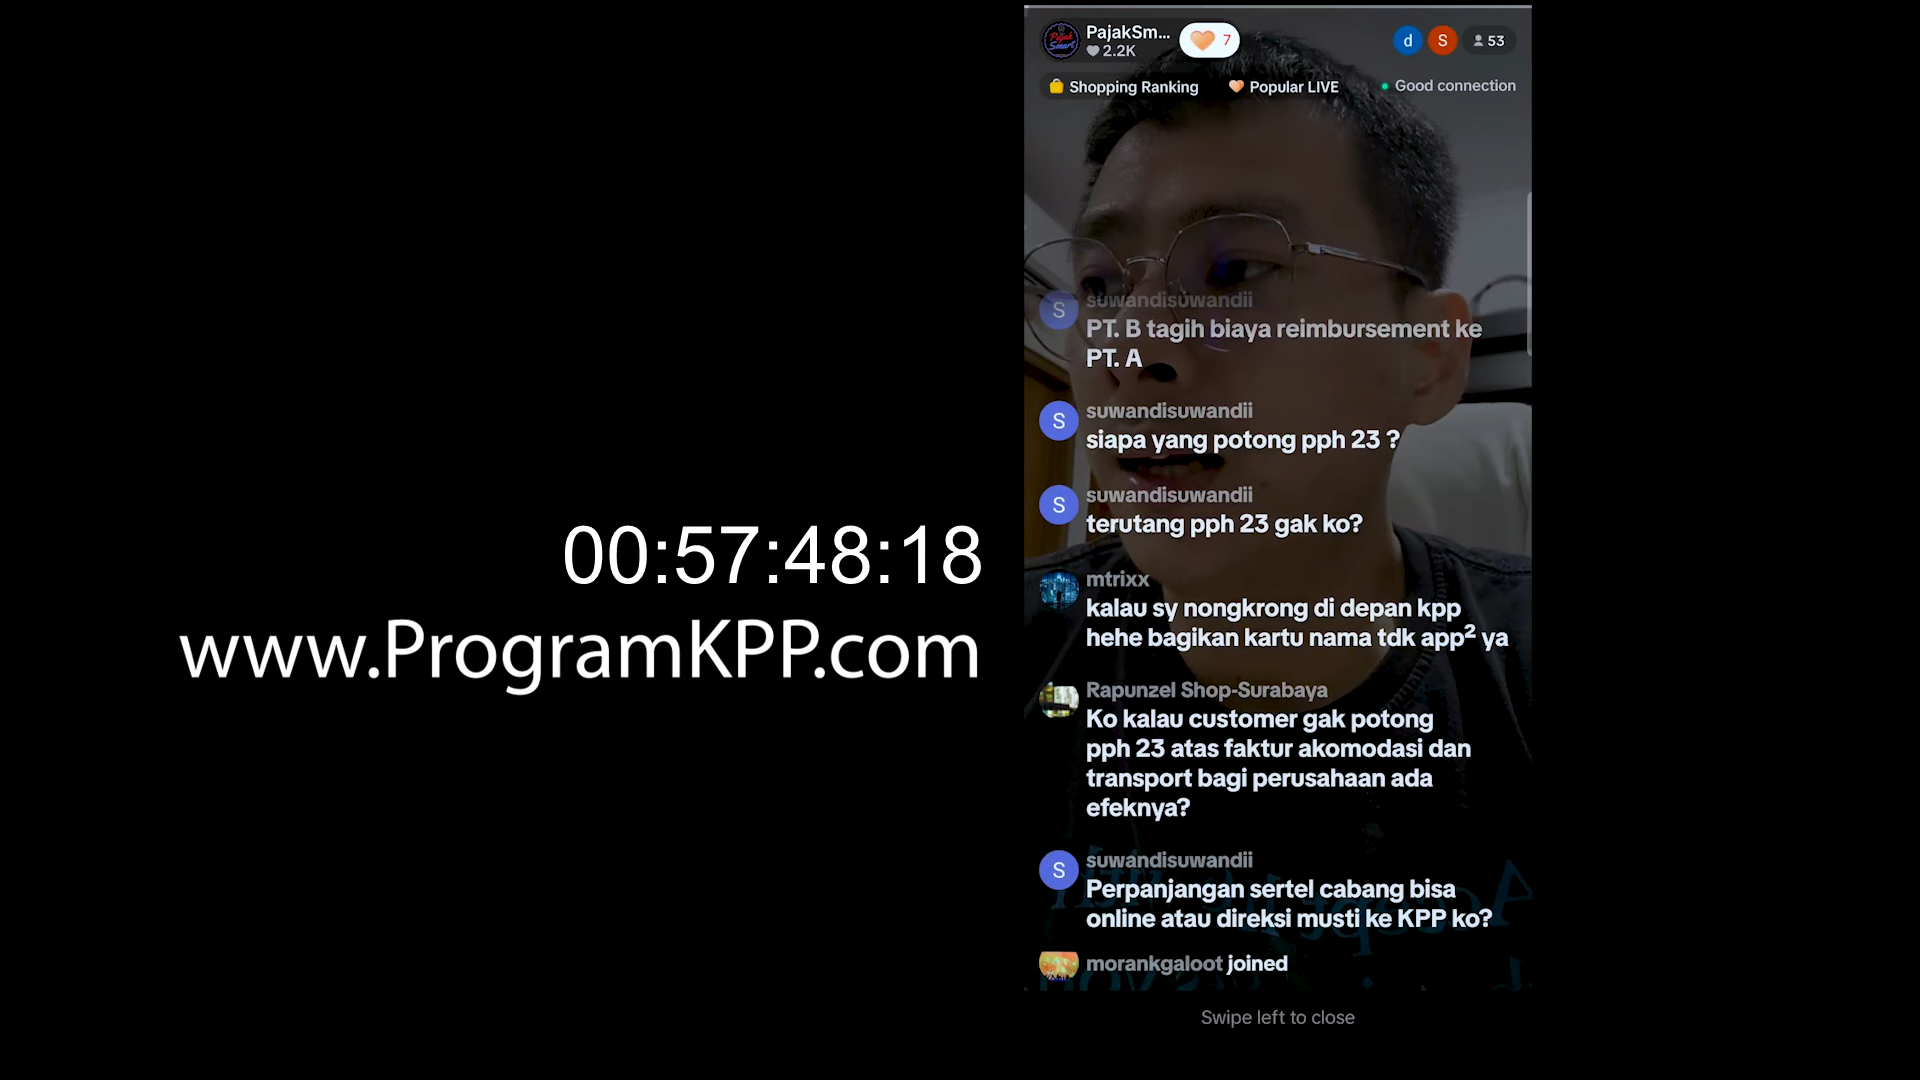 00:57:48:18
www.ProgramKPP.com
PajakSm...
2.2K
7
d
S
53
Shopping Ranking
Popular LIVE
Good connection
S
suwandisuwandii
PT. B tagih biaya reimbursement ke
PT. A
S
suwandisuwandii
siapa yang potong pph 23 ?
S
suwandisuwandii
terutang pph 23 gak ko?
mtrixx
kalau sy nongkrong di depan kpp
hehe bagikan kartu nama tdk app² ya
Rapunzel Shop-Surabaya
Ko kalau customer gak potong
pph 23 atas faktur akomodasi dan
transport bagi perusahaan ada
efeknya?
S
suwandisuwandii
Perpanjangan sertel cabang bisa
online atau direksi musti ke KPP ko?
morankgaloot joined
Swipe left to close